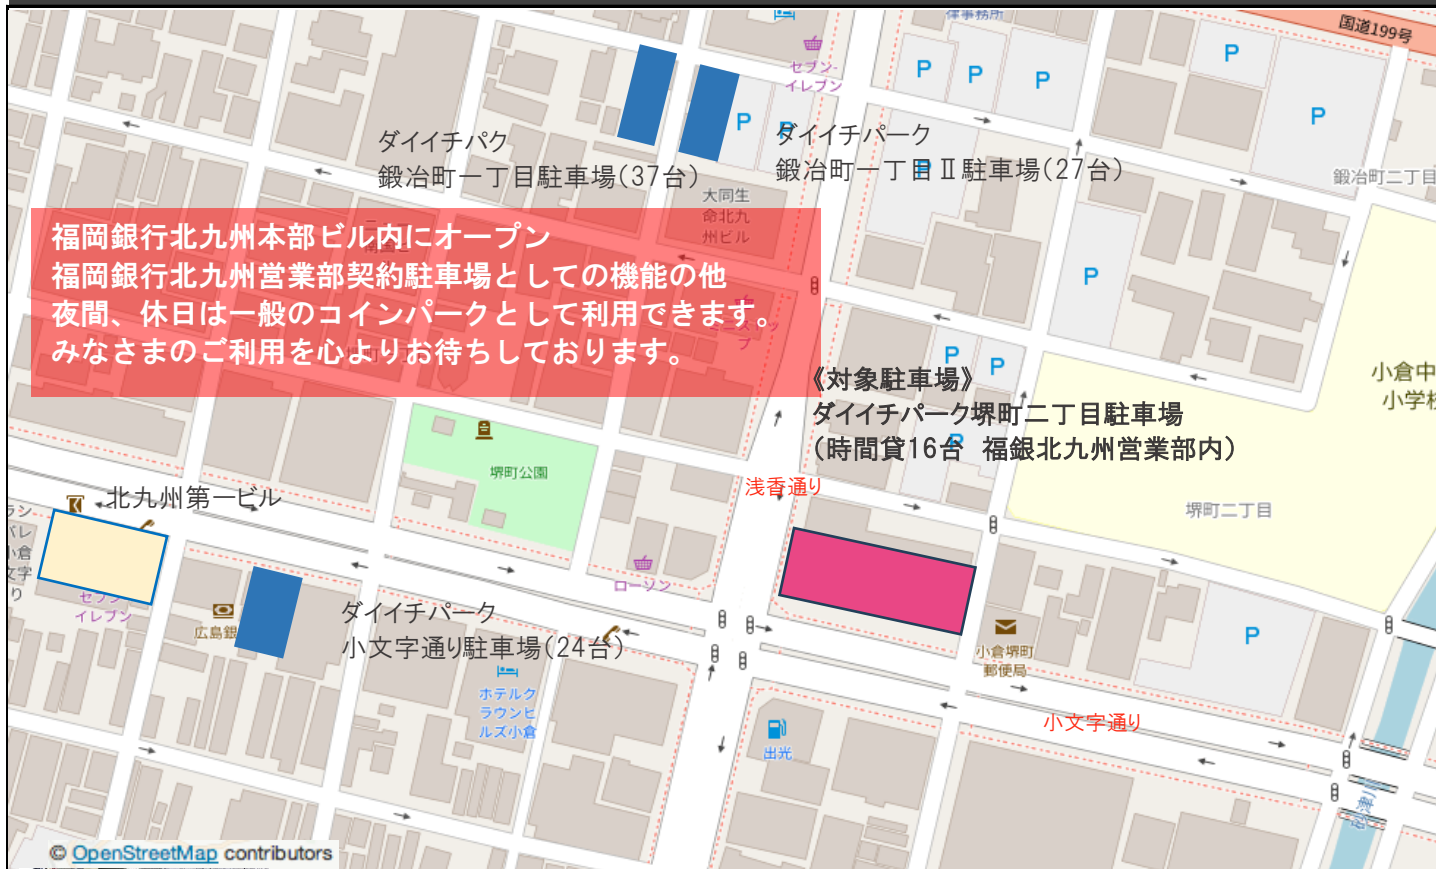 国道199号
セブン-
イレブン
ダイイチパーク
鍛冶町一丁目Ⅱ駐車場(27台)
ダイイチパク
鍛冶町一丁目駐車場(37台)
鍛冶町二丁目
大同生
命北九
州ビル
福岡銀行北九州本部ビル内にオープン
福岡銀行北九州営業部契約駐車場としての機能の他
夜間、休日は一般のコインパークとして利用できます。
みなさまのご利用を心よりお待ちしております。
小倉中
小学校
《対象駐車場》
ダイイチパーク堺町二丁目駐車場
(時間貸16台 福銀北九州営業部内)
堺町公園
浅香通り
北九州第一ビル
堺町二丁目
ローソン
セブン-
イレブン
広島銀
ダイイチパーク
小文字通り駐車場(24台)
小倉堺町
郵便局
ホテルク
ラウンヒ
ルズ小倉
小文字通り
出光
P
P
P
P
P
P
P
P
P
P
P
© OpenStreetMap contributors